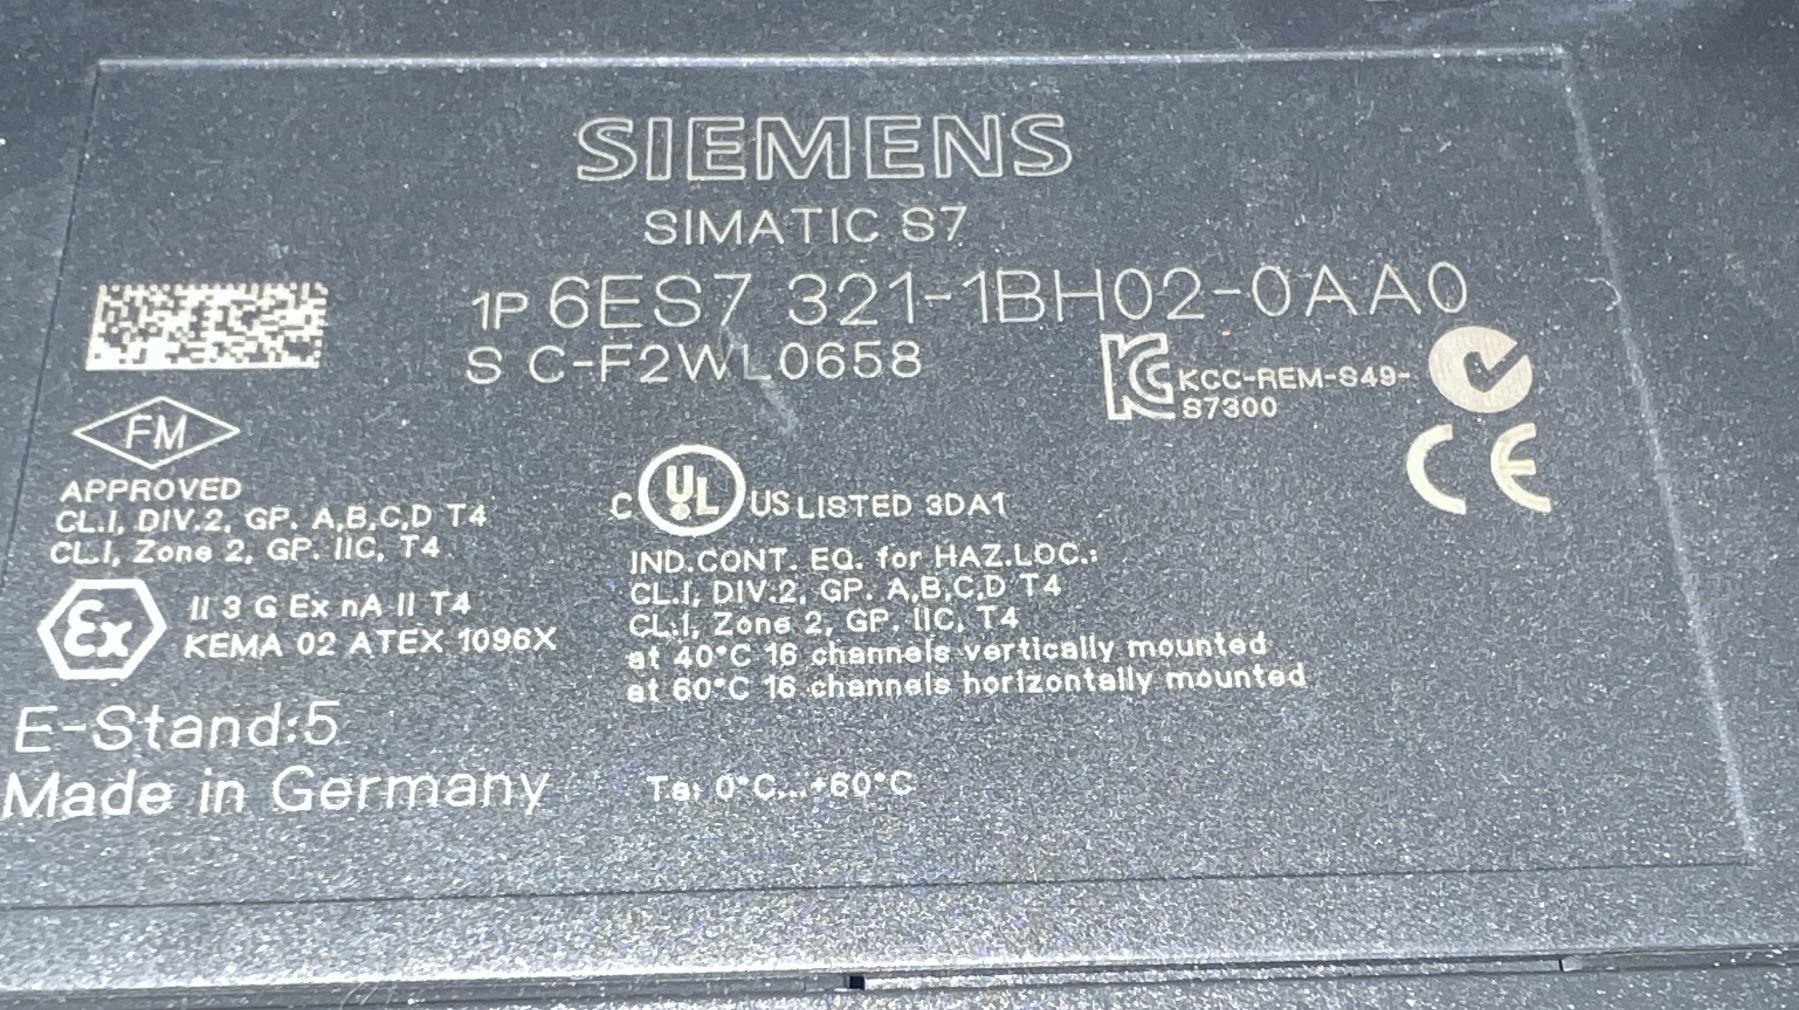 SIEMENS
SIMATIC S7
1P 6ES7 321-1BH02-0AA0
S C-F2WL0658
KCC-REM-S49-
S7300
FM
APPROVED
CL.I, DIV.2, GP. A,B,C,D T4
CL.I, Zone 2, GP. IIC, T4
Ex
II 3 G Ex nA II T4
KEMA 02 ATEX 1096X
C UL US LISTED 3DA1
IND.CONT. EQ. for HAZ.LOC.:
CL.I, DIV.2, GP. A,B,C,D T4
CL.I, Zone 2, GP. IIC, T4
at 40°C 16 channels vertically mounted
at 60°C 16 channels horizontally mounted
CE
E-Stand:5
Made in Germany
Ta: 0°C...+60°C